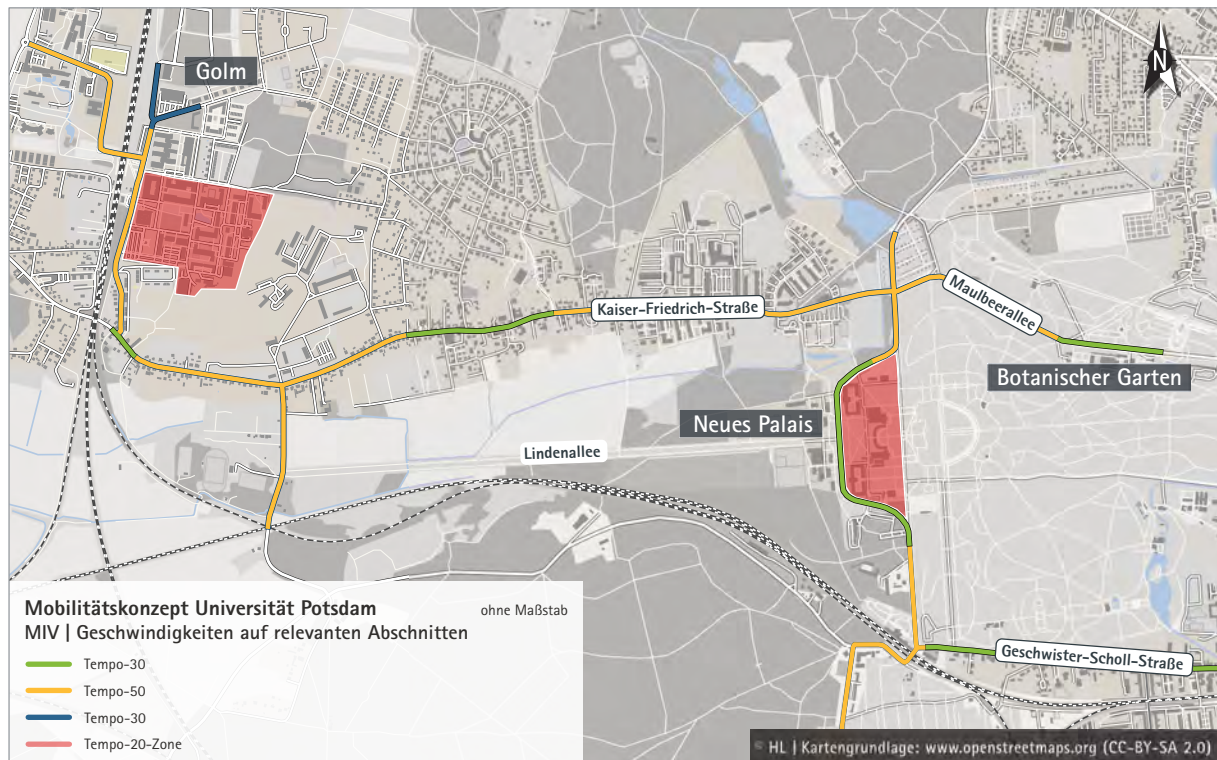 N
Golm
Kaiser-Friedrich-Straße
Maulbeerallee
Botanischer Garten
Neues Palais
Lindenallee
Geschwister-Scholl-Straße
Mobilitätskonzept Universität Potsdam
ohne Maßstab
MIV | Geschwindigkeiten auf relevanten Abschnitten
Tempo-30
Tempo-50
Tempo-30
Tempo-20-Zone
© HL | Kartengrundlage: www.openstreetmaps.org (CC-BY-SA 2.0)